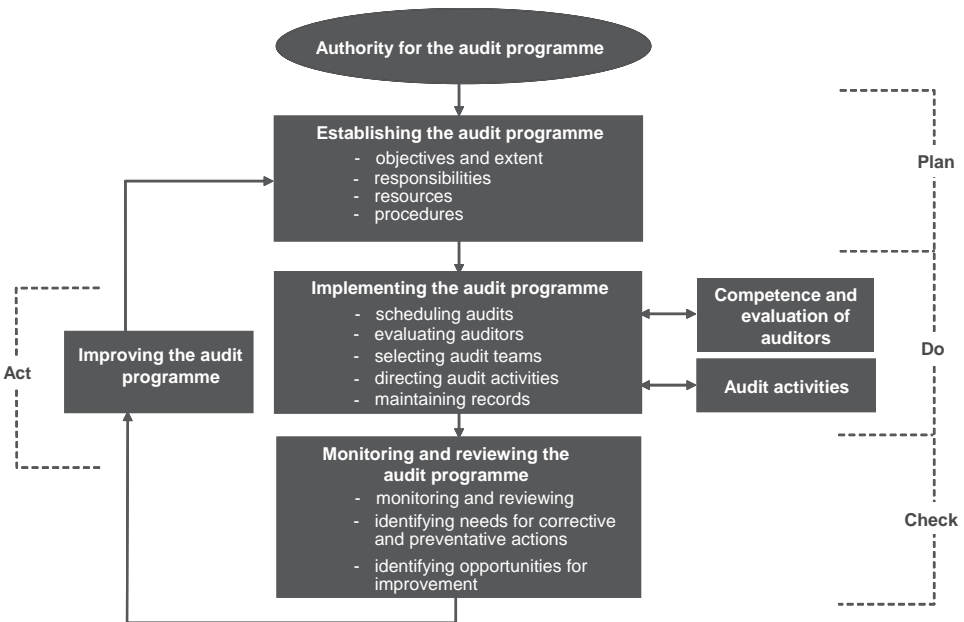 Authority for the audit programme
Establishing the audit programme
- objectives and extent
- responsibilities
- resources
- procedures
Plan
Implementing the audit programme
- scheduling audits
- evaluating auditors
- selecting audit teams
- directing audit activities
- maintaining records
Competence and
evaluation of
auditors
Audit activities
Do
Improving the audit
programme
Act
Monitoring and reviewing the
audit programme
- monitoring and reviewing
- identifying needs for corrective
and preventative actions
- identifying opportunities for
improvement
Check